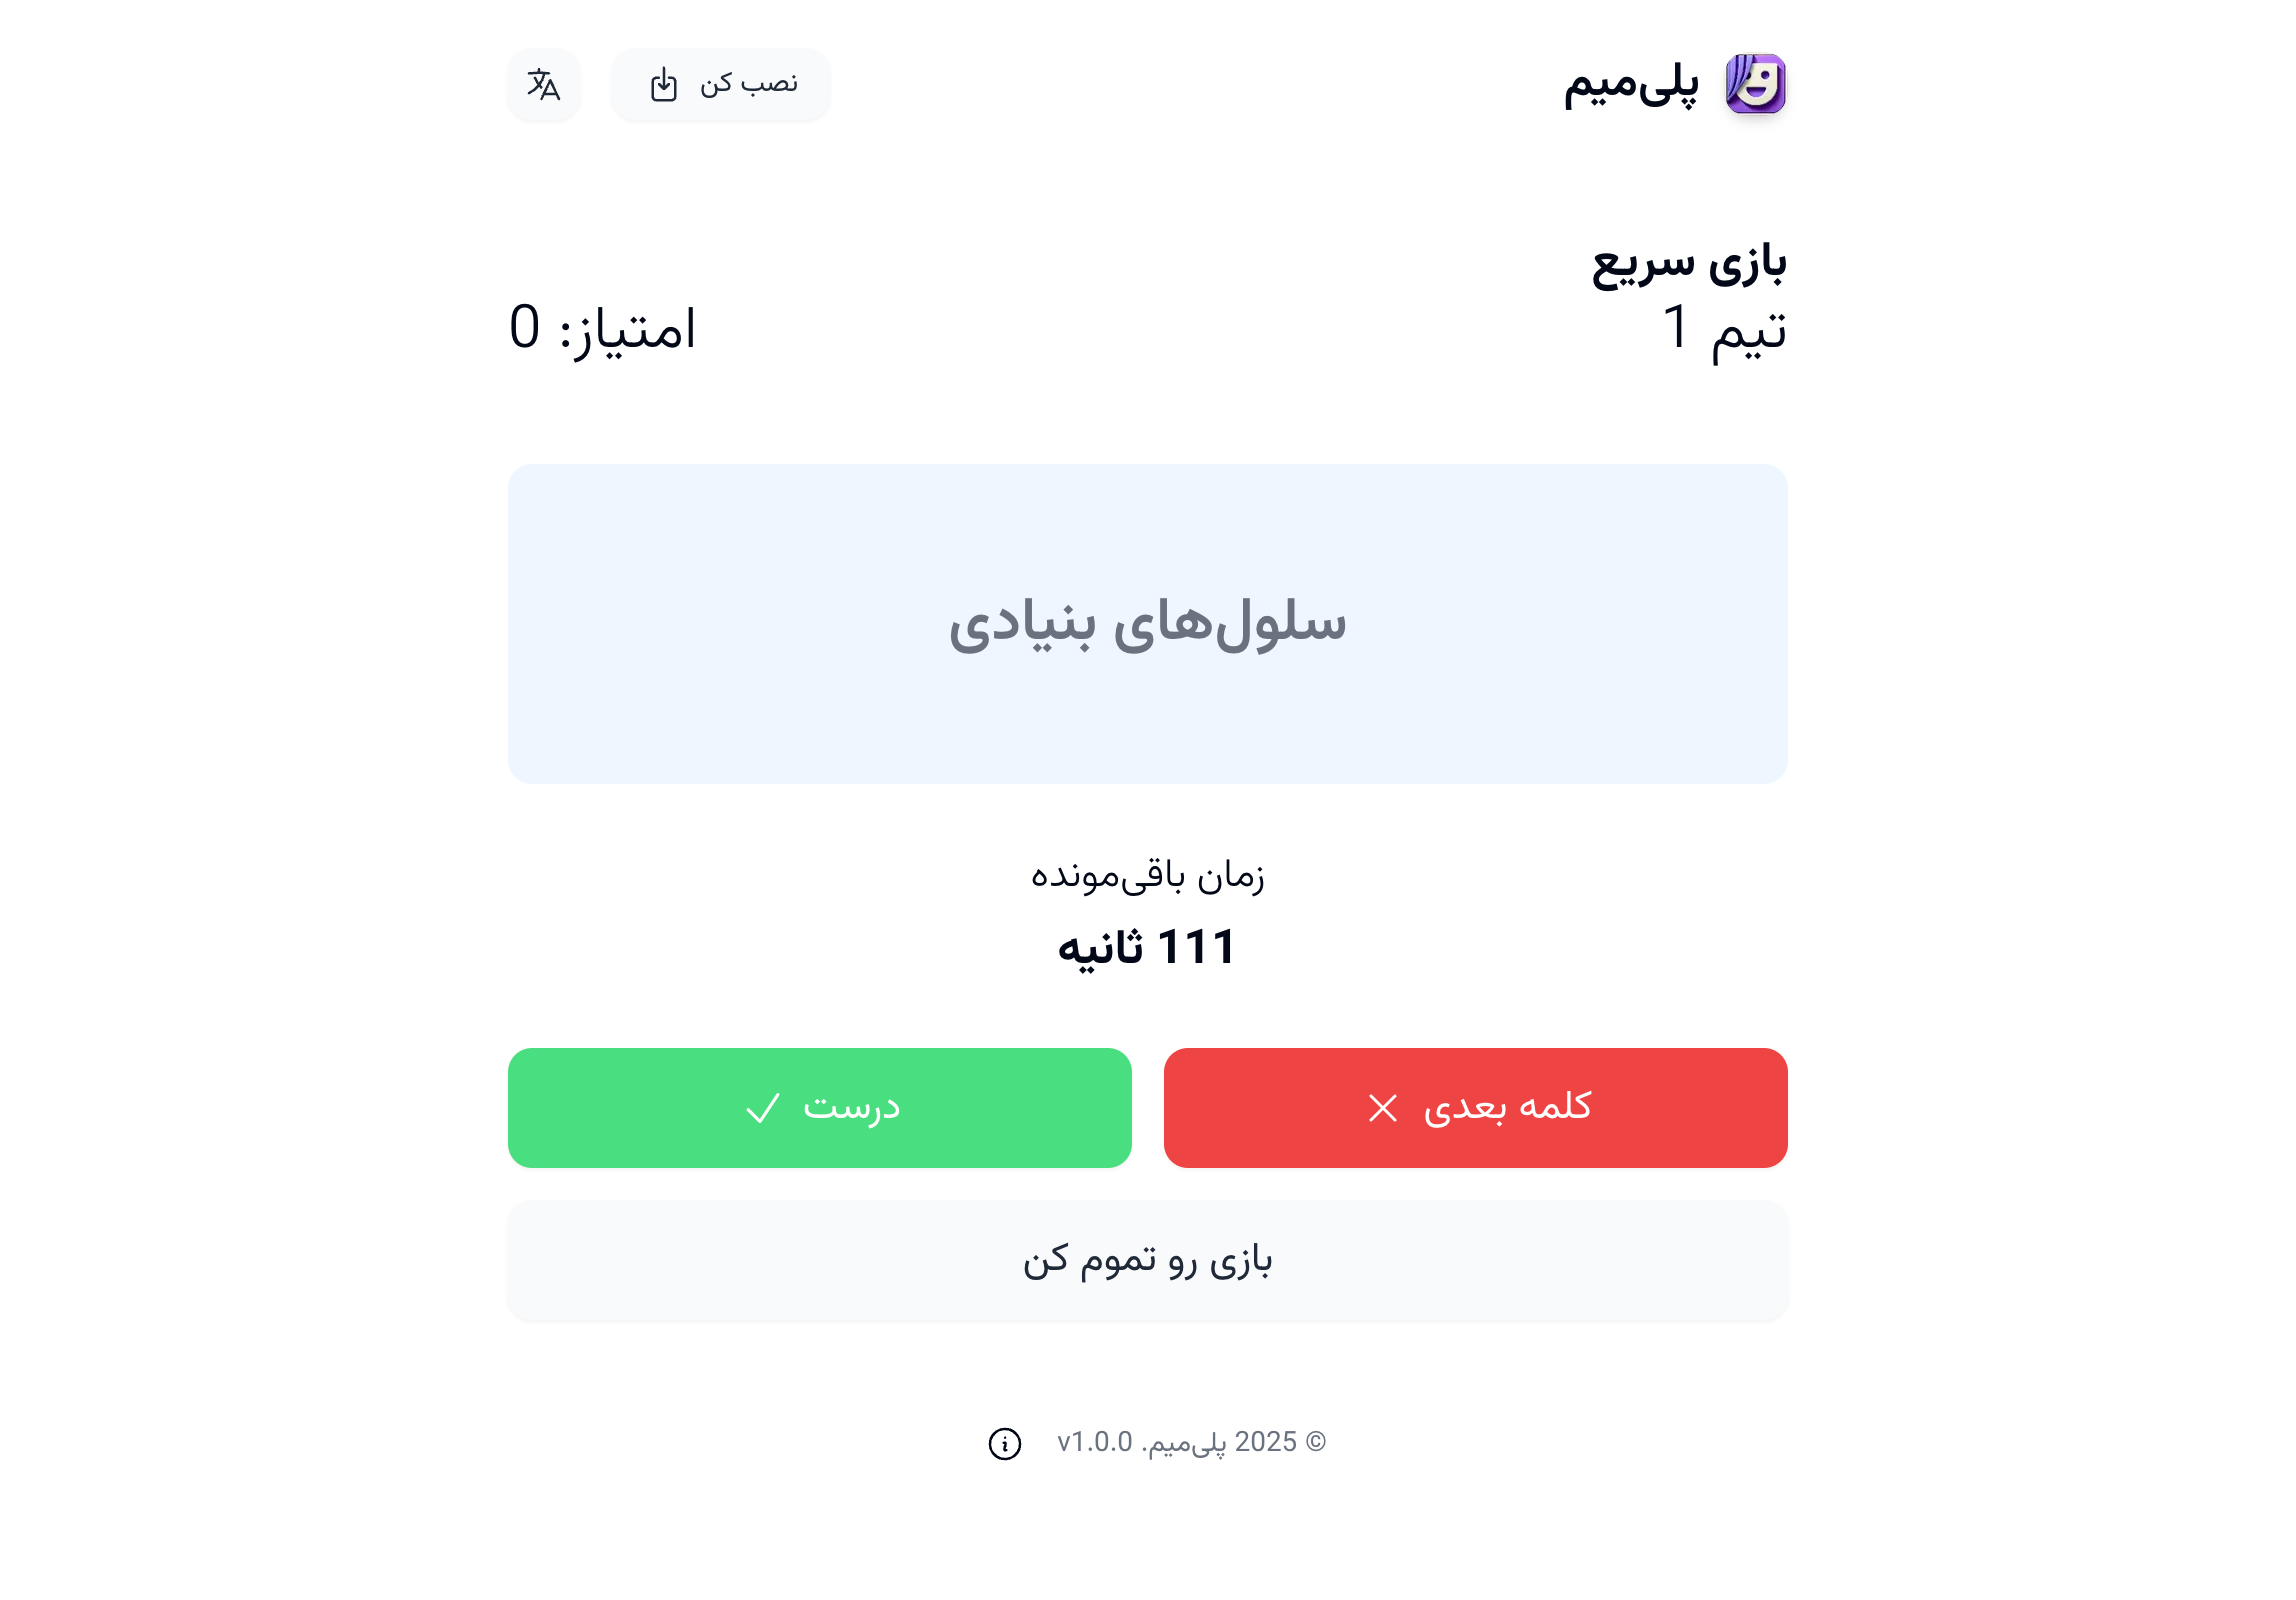 پلی‌میم
نصب کن
بازی سریع
تیم 1
امتیاز: 0
سلول‌های بنیادی
زمان باقی‌مونده
111 ثانیه
کلمه بعدی
درست
بازی رو تموم کن
© 2025 پلی‌میم. v1.0.0